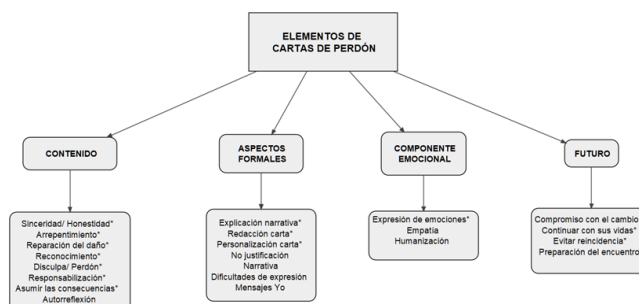 ELEMENTOS DE
CARTAS DE PERDÓN
CONTENIDO
Sinceridad/ Honestidad*
Arrepentimiento*
Reparación del daño*
Reconocimiento*
Disculpa/ Perdón*
Responsabilización*
Asumir las consecuencias*
Autorreflexión
ASPECTOS
FORMALES
Explicación narrativa*
Redacción carta*
Personalización carta*
No justificación
Narrativa
Dificultades de expresión
Mensajes Yo
COMPONENTE
EMOCIONAL
Expresión de emociones*
Empatía
Humanización
FUTURO
Compromiso con el cambio*
Continuar con sus vidas*
Evitar reincidencia*
Preparación del encuentro